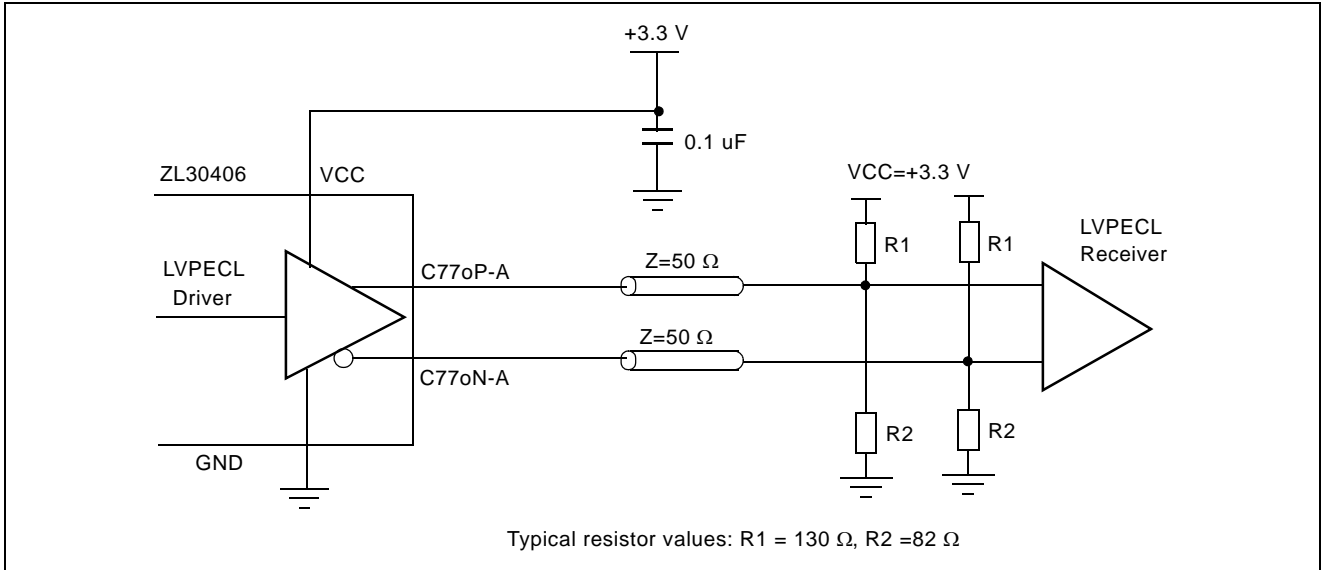 +3.3 V
0.1 uF
ZL30406
VCC
VCC=+3.3 V
R1
R1
LVPECL
Receiver
LVPECL
Driver
C77oP-A
Z=50 Ω
Z=50 Ω
C77oN-A
R2
R2
GND
Typical resistor values: R1 = 130 Ω, R2 =82 Ω